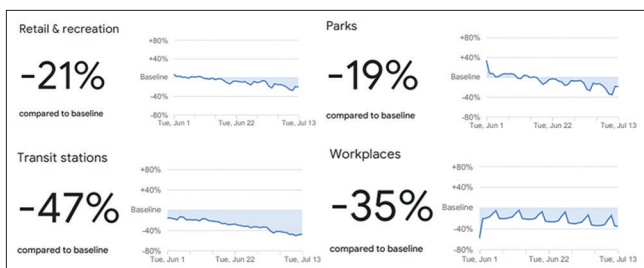 Retail & recreation
-21%
compared to baseline
+80%
+40%
Baseline
-40%
-80%
Tue, Jun 1
Tue, Jun 22
Tue, Jul 13
Parks
-19%
compared to baseline
+80%
+40%
Baseline
-40%
-80%
Tue, Jun 1
Tue, Jun 22
Tue, Jul 13
Transit stations
-47%
compared to baseline
+80%
+40%
Baseline
-40%
-80%
Tue, Jun 1
Tue, Jun 22
Tue, Jul 13
Workplaces
-35%
compared to baseline
+80%
+40%
Baseline
-40%
-80%
Tue, Jun 1
Tue, Jun 22
Tue, Jul 13